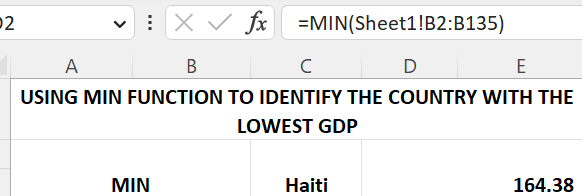 D2 fx =MIN(Sheet1!B2:B135)
A B C D E
USING MIN FUNCTION TO IDENTIFY THE COUNTRY WITH THE
LOWEST GDP
MIN Haiti 164.38